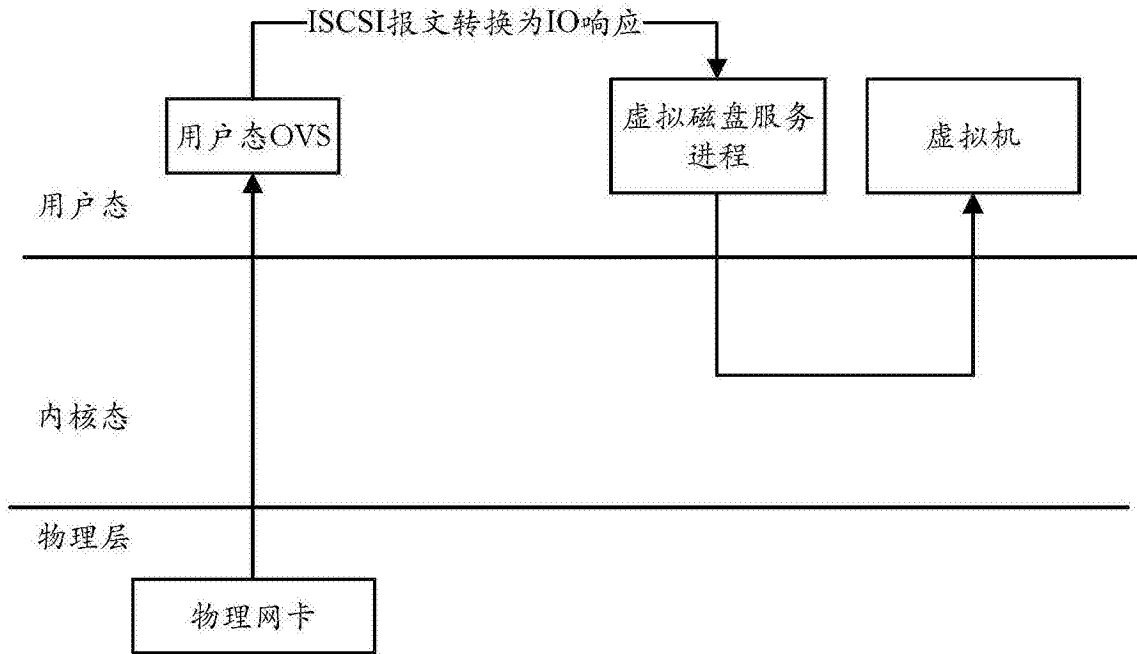 ISCSI报文转换为IO响应
用户态OVS
虚拟磁盘服务
进程
虚拟机
用户态
内核态
物理层
物理网卡